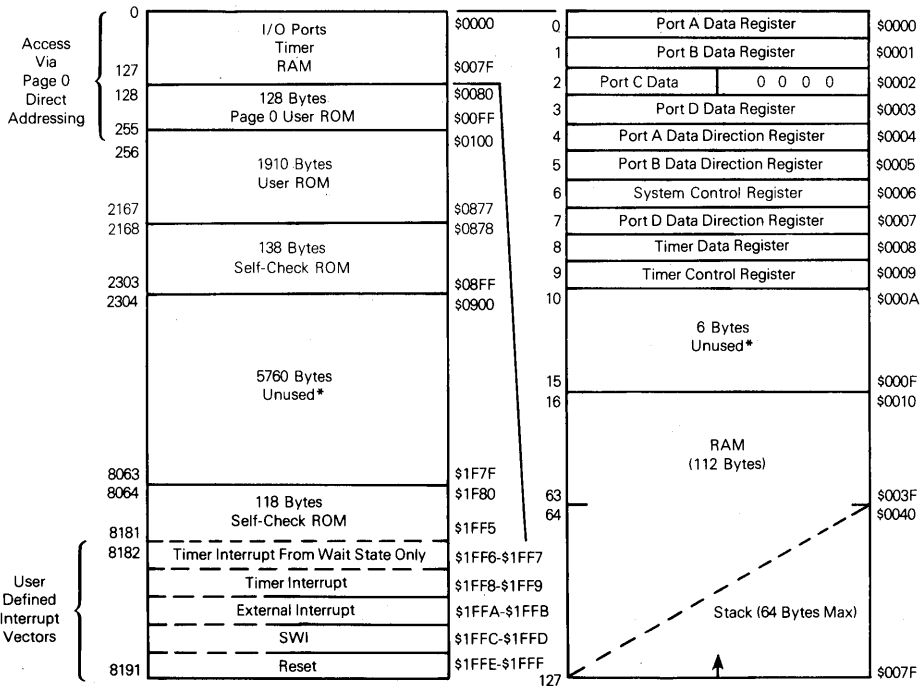 Access
Via
Page 0
Direct
Addressing
0
I/O Ports
Timer
RAM
$0000
127
$007F
128
128 Bytes
Page 0 User ROM
$0080
255
$00FF
256
1910 Bytes
User ROM
$0100
2167
$0877
2168
138 Bytes
Self-Check ROM
$0878
2303
$08FF
2304
5760 Bytes
Unused*
$0900
8063
$1F7F
8064
118 Bytes
Self-Check ROM
$1F80
8181
$1FF5
User
Defined
Interrupt
Vectors
8182
Timer Interrupt From Wait State Only
$1FF6-$1FF7
Timer Interrupt
$1FF8-$1FF9
External Interrupt
$1FFA-$1FFB
SWI
$1FFC-$1FFD
8191
Reset
$1FFE-$1FFF
0 Port A Data Register $0000
1 Port B Data Register $0001
2 Port C Data 0 0 0 0 $002
3 Port D Data Register $0003
4 Port A Data Direction Register $0004
5 Port B Data Direction Register $0005
6 System Control Register $0006
7 Port D Data Direction Register $0007
8 Timer Data Register $0008
9 Timer Control Register $0009
10
6 Bytes
Unused*
$000A
15
$000F
16
RAM
(112 Bytes)
$0010
63
$003F
64
$0040
Stack (64 Bytes Max)
127
$007F